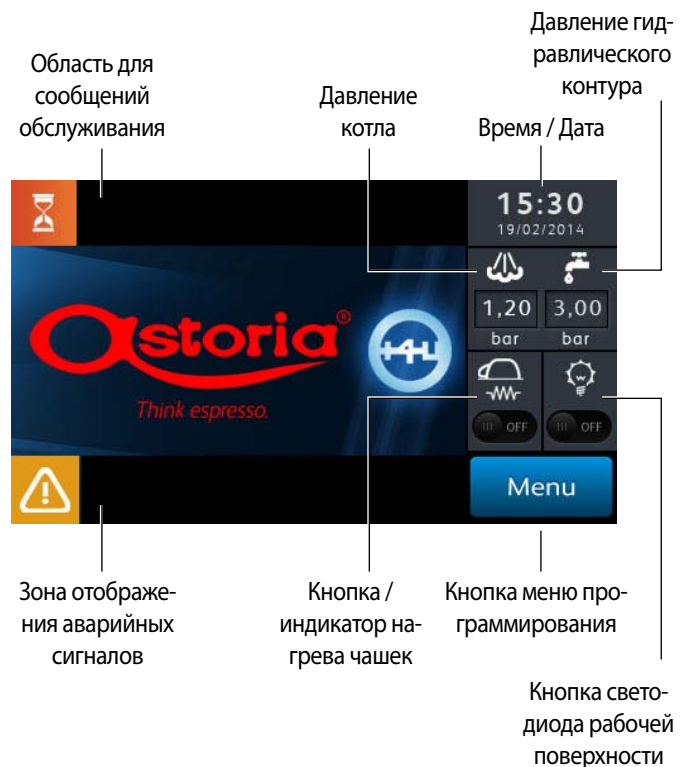 Давление гид-
равлического
контура
Область для
сообщений
обслуживания
Давление
котла
Время / Дата
15:30
19/02/2014
1,20
3,00
bar
bar
astoria®
Think espresso.
+4U
OFF
OFF
Menu
Зона отображе-
ния аварийных
сигналов
Кнопка /
индикатор на-
грева чашек
Кнопка меню про-
граммирования
Кнопка свето-
диода рабочей
поверхности